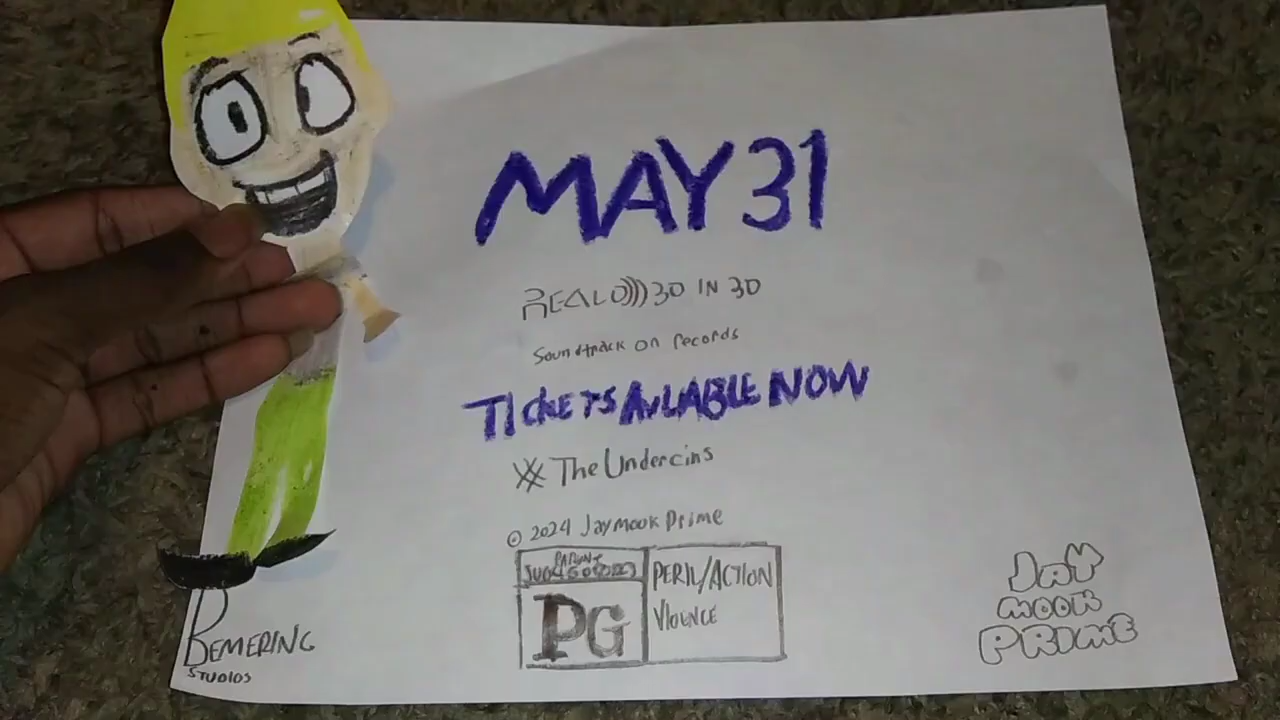 MAY 31
REALD))) 3D IN 3D
Soundtrack on records
TICKETS AVLIABLE NOW
# The Undercins
© 2024 Jaymook Prime
PG
PERIL/ACTION
VIOLENCE
BEMERING
STUDIOS
JAY
MOOK
PRIME